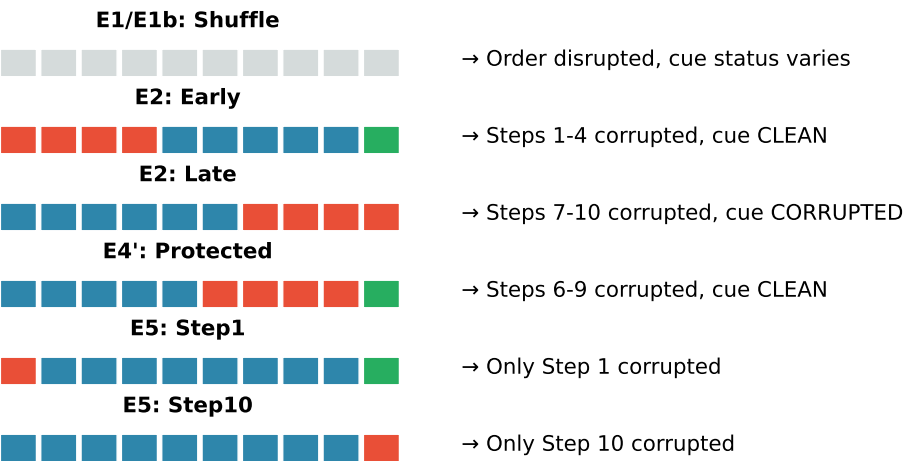 E1/E1b: Shuffle
→ Order disrupted, cue status varies
E2: Early
→ Steps 1-4 corrupted, cue CLEAN
E2: Late
→ Steps 7-10 corrupted, cue CORRUPTED
E4': Protected
→ Steps 6-9 corrupted, cue CLEAN
E5: Step1
→ Only Step 1 corrupted
E5: Step10
→ Only Step 10 corrupted